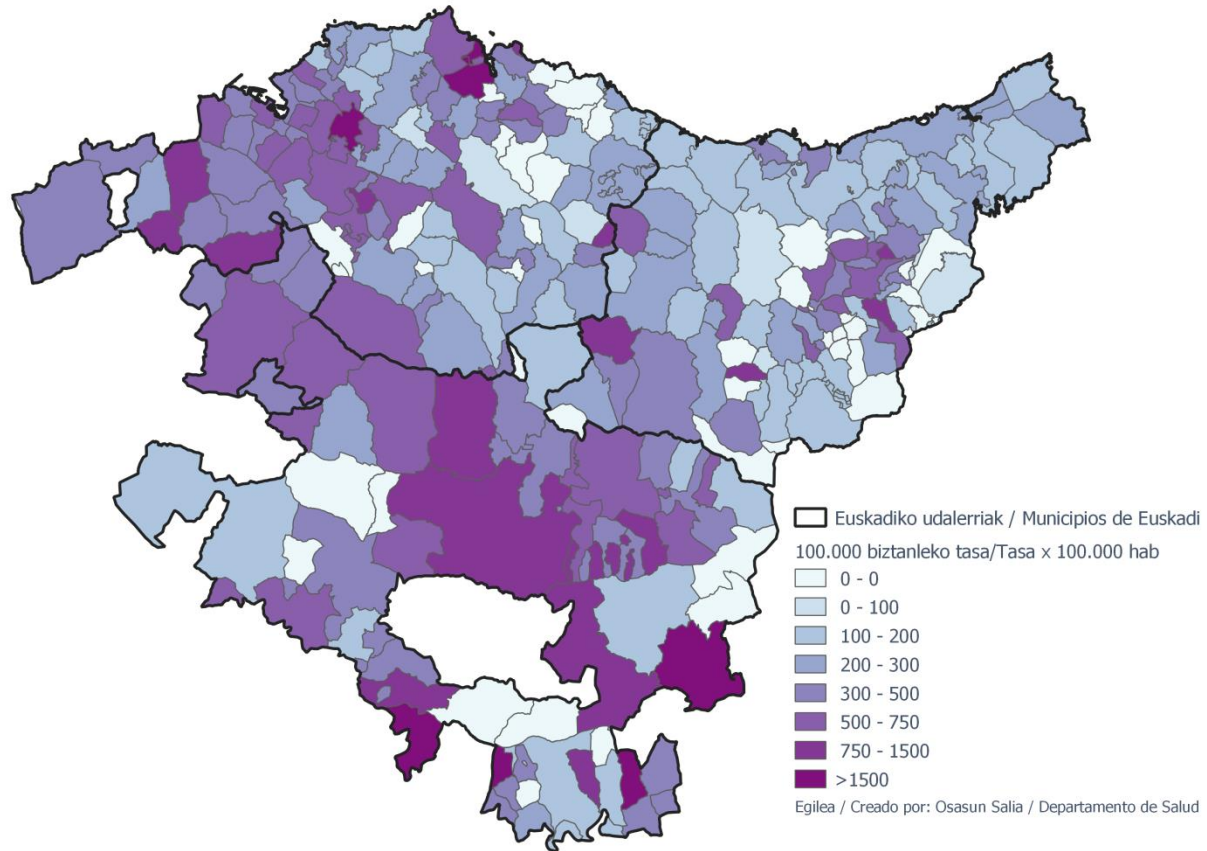 Euskadiko udalerriak / Municipios de Euskadi
100.000 biztanleko tasa/Tasa x 100.000 hab
0 - 0
0 - 100
100 - 200
200 - 300
300 - 500
500 - 750
750 - 1500
>1500
Egilea / Creado por: Osasun Salia / Departamento de Salud